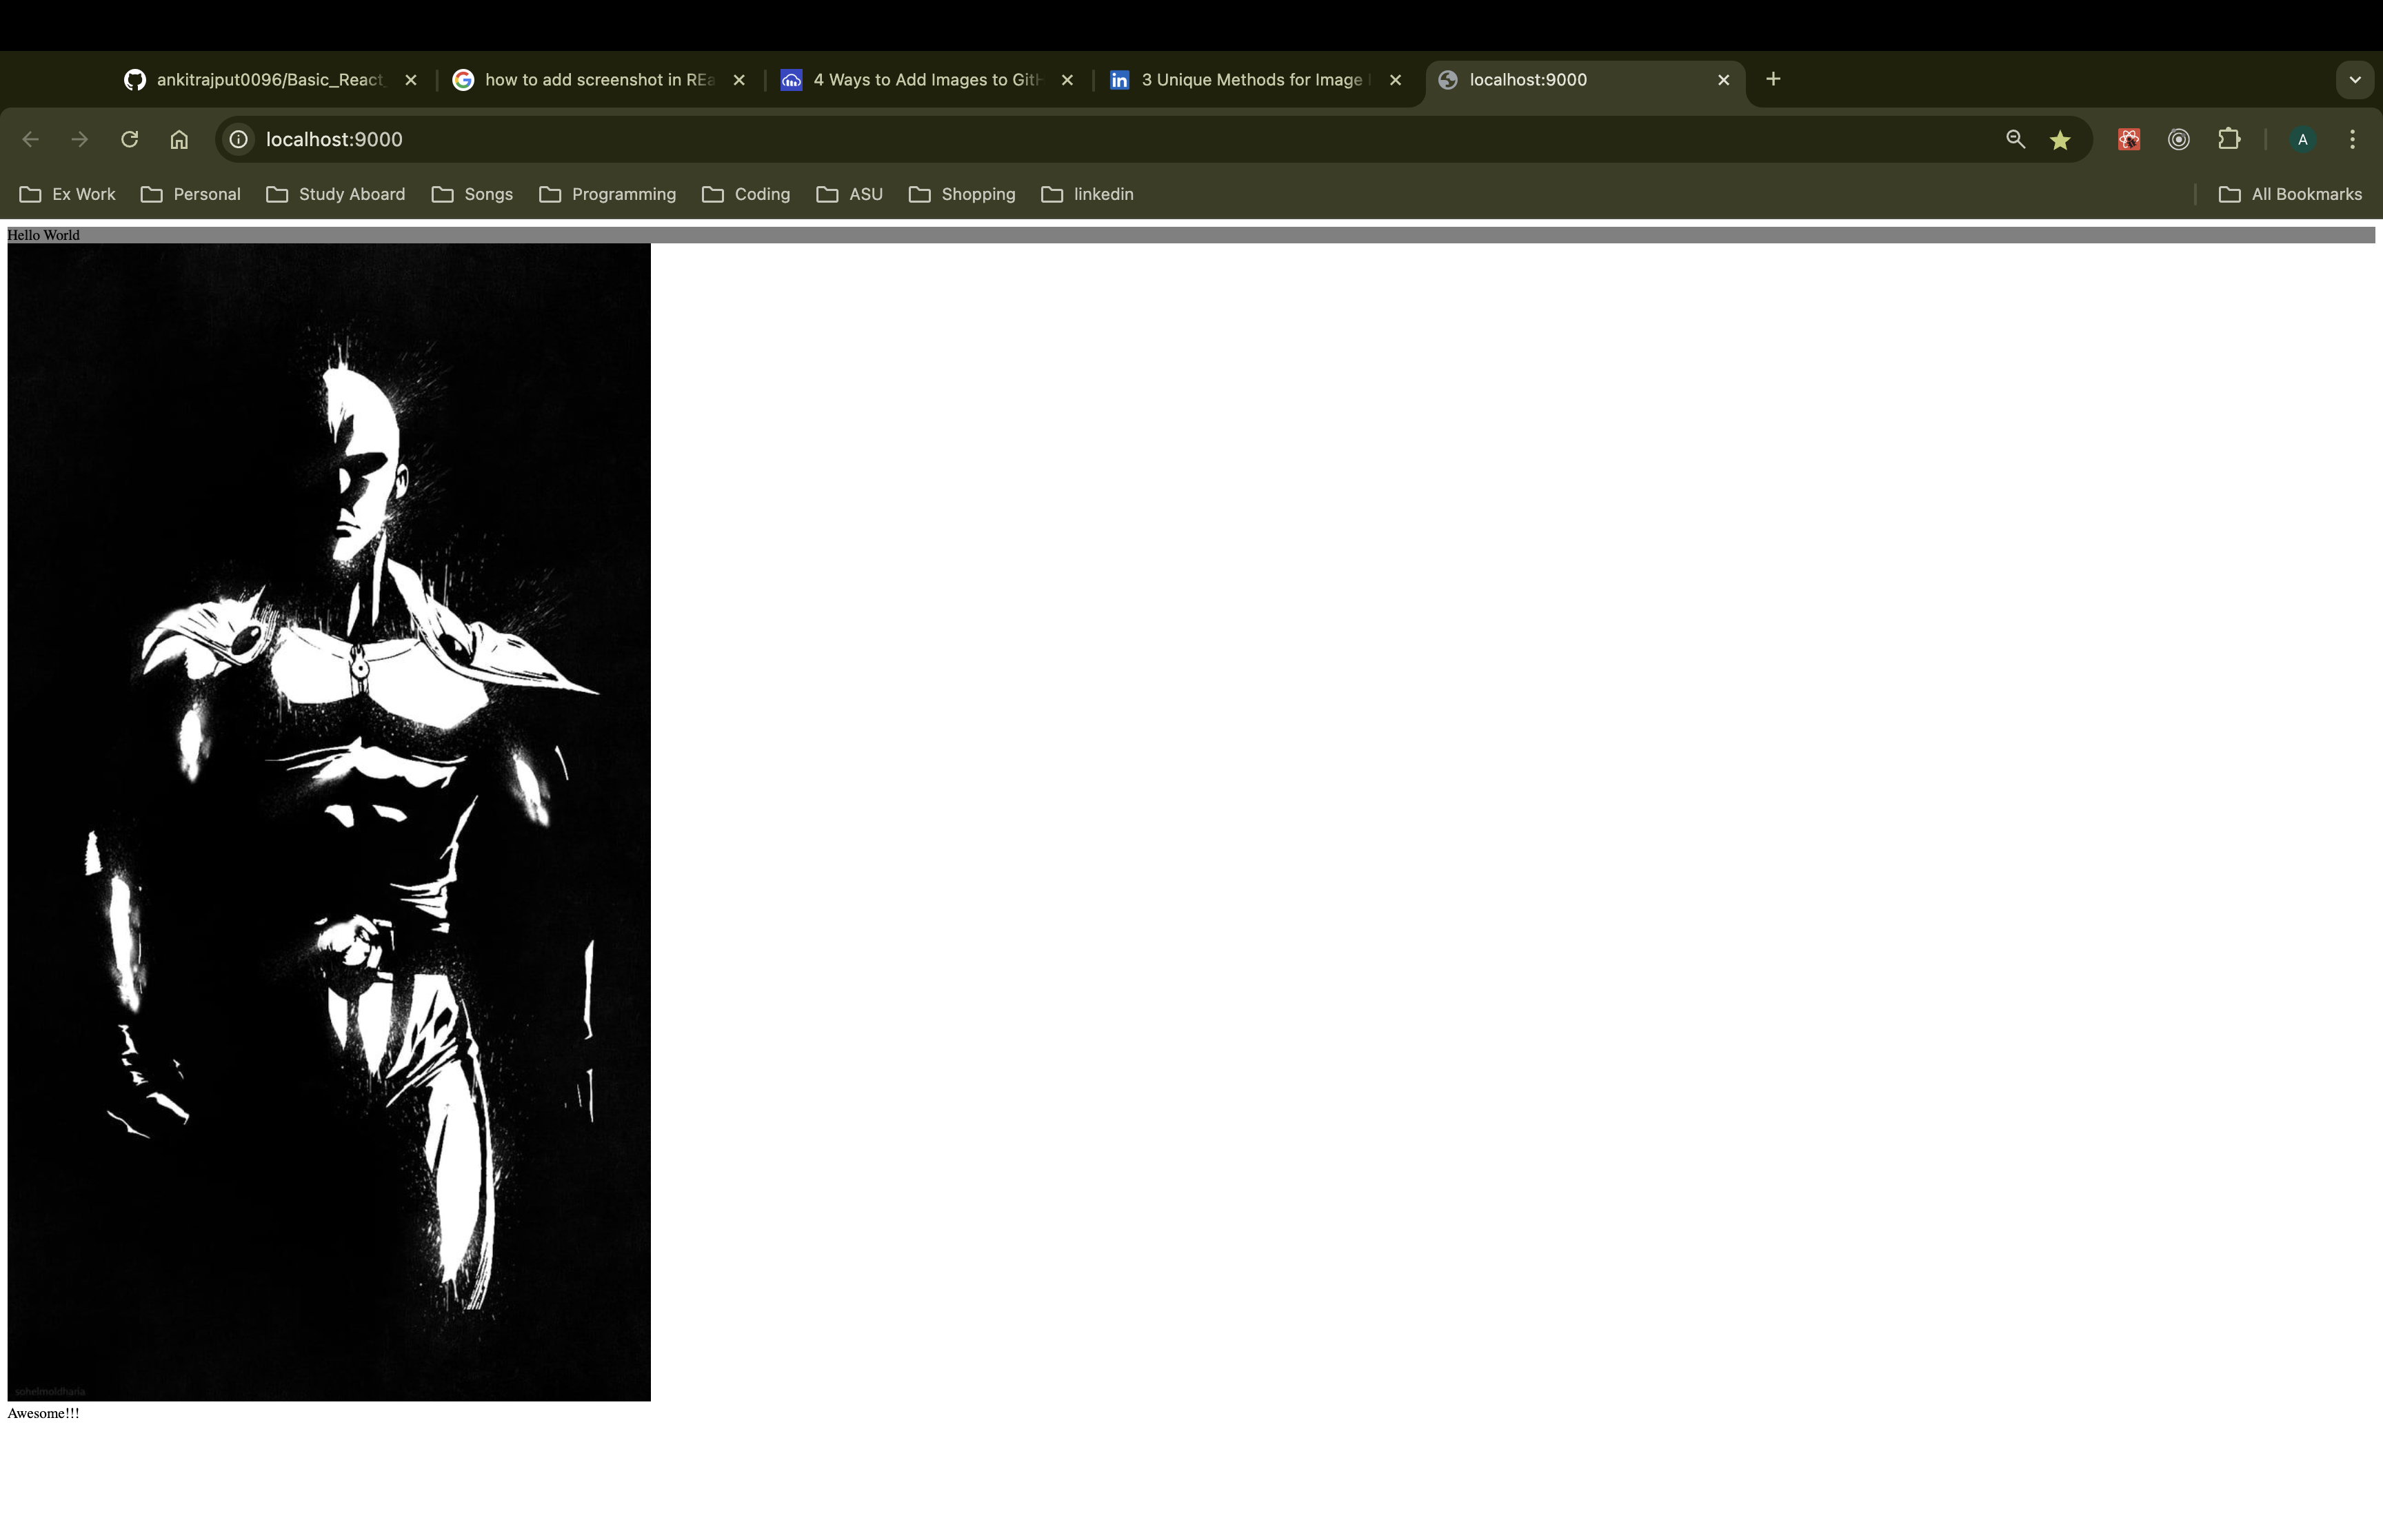 ankitrajput0096/Basic_React_
how to add screenshot in REa
4 Ways to Add Images to GitH
3 Unique Methods for Image
localhost:9000
localhost:9000
A
Ex Work
Personal
Study Aboard
Songs
Programming
Coding
ASU
Shopping
linkedin
All Bookmarks
Hello World
sohelmoldharia
Awesome!!!